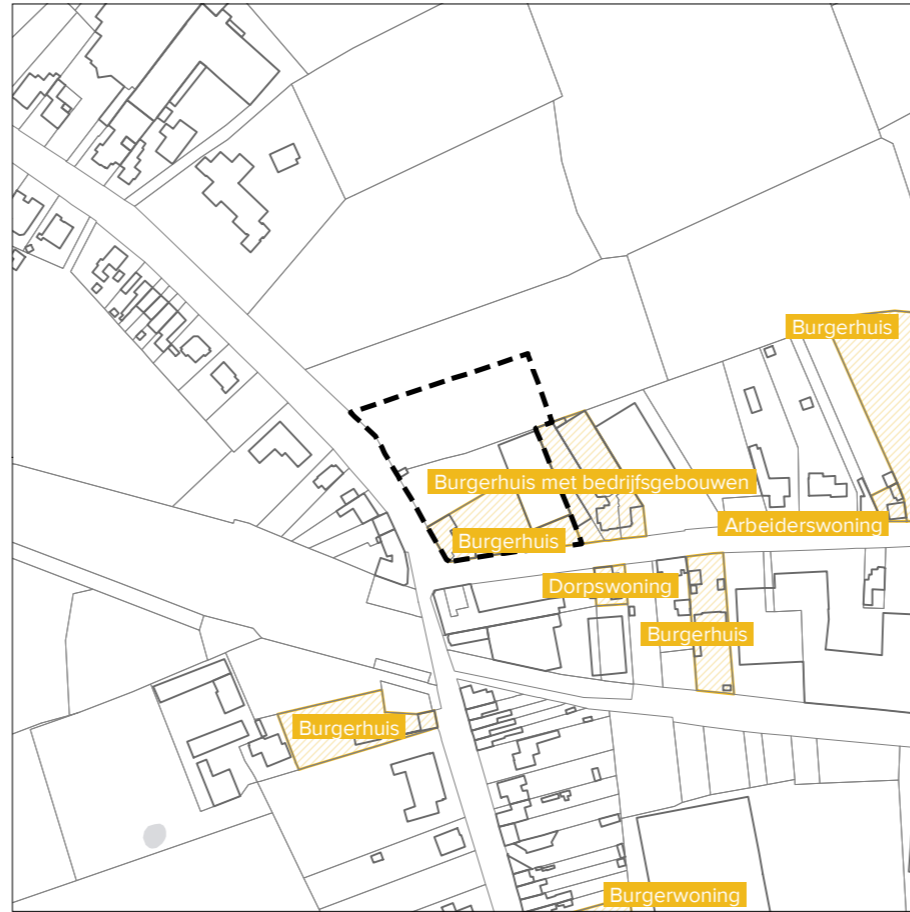 Burgerhuis
Burgerhuis met bedrijfsgebouwen
Arbeiderswoning
Burgerhuis
Dorpswoning
Burgerhuis
Burgerhuis
Burgerwoning